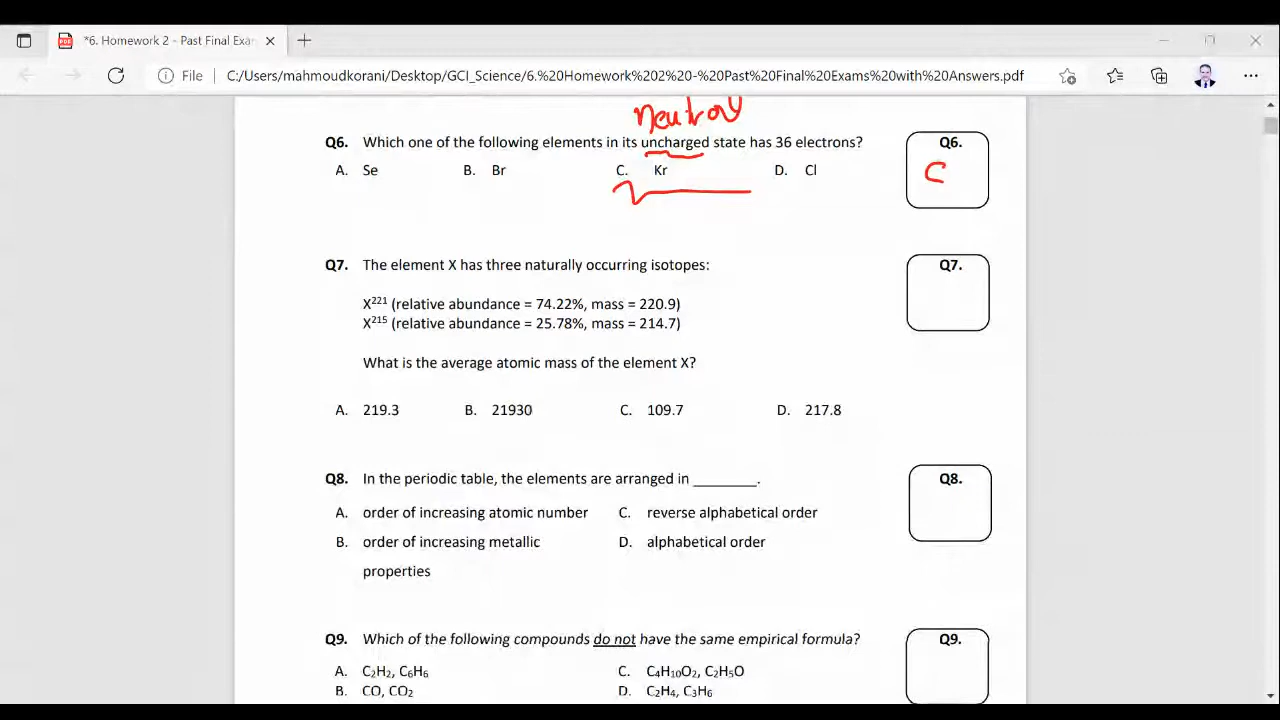 *6. Homework 2 - Past Final Exar
File C:/Users/mahmoudkorani/Desktop/GCI_Science/6.%20Homework%202%20-%20Past%20Final%20Exams%20with%20Answers.pdf
neutral
Q6. Which one of the following elements in its uncharged state has 36 electrons? Q6.
A. Se B. Br C. Kr D. Cl C
Q7. The element X has three naturally occurring isotopes: Q7.
X²²¹ (relative abundance = 74.22%, mass = 220.9)
X²¹⁵ (relative abundance = 25.78%, mass = 214.7)
What is the average atomic mass of the element X?
A. 219.3 B. 21930 C. 109.7 D. 217.8
Q8. In the periodic table, the elements are arranged in ________. Q8.
A. order of increasing atomic number C. reverse alphabetical order
B. order of increasing metallic D. alphabetical order
properties
Q9. Which of the following compounds do not have the same empirical formula? Q9.
A. C₂H₂, C₆H₆ C. C₄H₁₀O₂, C₂H₅O
B. CO, CO₂ D. C₂H₄, C₃H₆